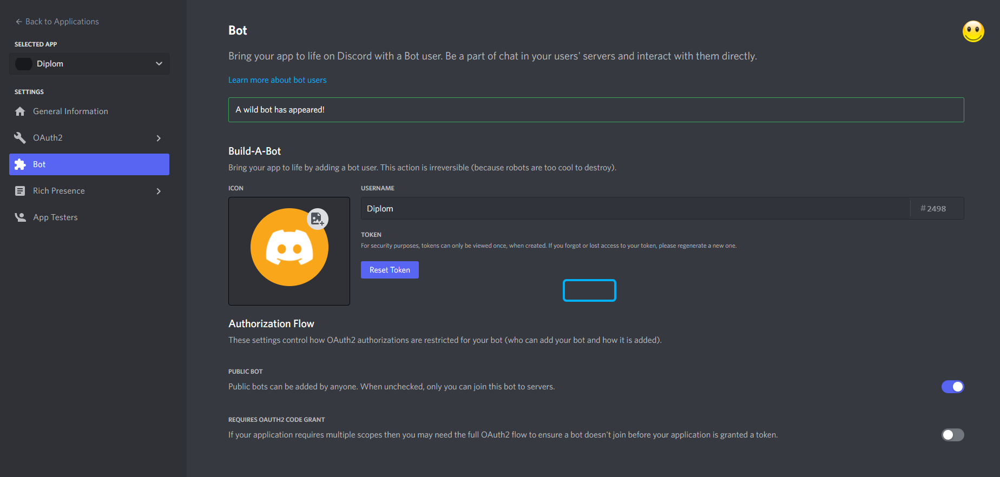 Back to Applications
SELECTED APP
Diplom
SETTINGS
General Information
OAuth2
Bot
Rich Presence
App Testers
Bot
Bring your app to life on Discord with a Bot user. Be a part of chat in your users' servers and interact with them directly.
Learn more about bot users
A wild bot has appeared!
Build-A-Bot
Bring your app to life by adding a bot user. This action is irreversible (because robots are too cool to destroy).
ICON
USERNAME
Diplom
#2498
TOKEN
For security purposes, tokens can only be viewed once, when created. If you forgot or lost access to your token, please regenerate a new one.
Reset Token
Authorization Flow
These settings control how OAuth2 authorizations are restricted for your bot (who can add your bot and how it is added).
PUBLIC BOT
Public bots can be added by anyone. When unchecked, only you can join this bot to servers.
REQUIRES OAUTH2 CODE GRANT
If your application requires multiple scopes then you may need the full OAuth2 flow to ensure a bot doesn't join before your application is granted a token.